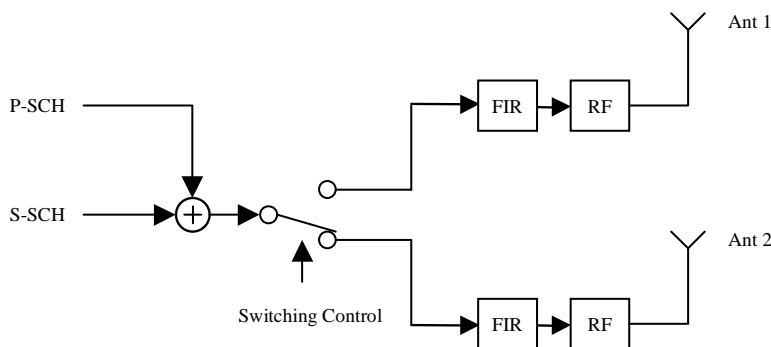 Ant 1
P-SCH
FIR
RF
S-SCH
Ant 2
Switching Control
FIR
RF